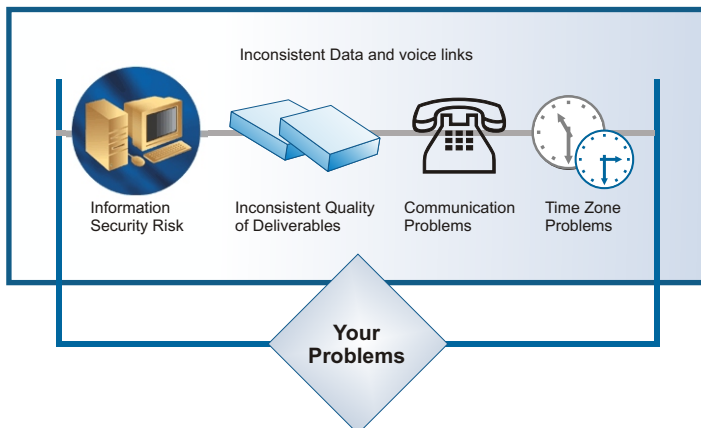 Inconsistent Data and voice links
Information
Security Risk
Inconsistent Quality
of Deliverables
Communication
Problems
Time Zone
Problems
Your
Problems